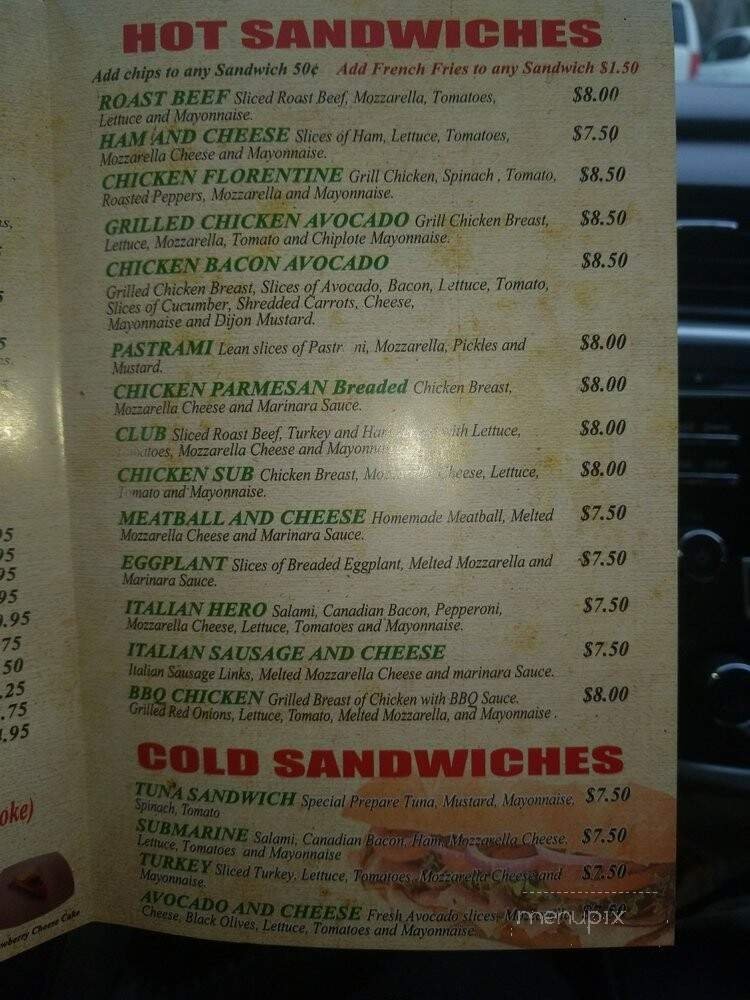 HOT SANDWICHES
Add chips to any Sandwich 50¢ Add French Fries to any Sandwich $1.50
ROAST BEEF Sliced Roast Beef, Mozzarella, Tomatoes, $8.00
Lettuce and Mayonnaise.
HAM AND CHEESE Slices of Ham, Lettuce, Tomatoes, $7.50
Mozzarella Cheese and Mayonnaise.
CHICKEN FLORENTINE Grill Chicken, Spinach , Tomato, $8.50
Roasted Peppers, Mozzarella and Mayonnaise.
GRILLED CHICKEN AVOCADO Grill Chicken Breast, $8.50
Lettuce, Mozzarella, Tomato and Chiplote Mayonnaise.
CHICKEN BACON AVOCADO $8.50
Grilled Chicken Breast, Slices of Avocado, Bacon, Lettuce, Tomato,
Slices of Cucumber, Shredded Carrots, Cheese,
Mayonnaise and Dijon Mustard.
PASTRAMI Lean slices of Pastrami, Mozzarella, Pickles and $8.00
Mustard.
CHICKEN PARMESAN Breaded Chicken Breast, $8.00
Mozzarella Cheese and Marinara Sauce.
CLUB Sliced Roast Beef, Turkey and with Lettuce, $8.00
Tomatoes, Mozzarella Cheese and Mayonnaise
CHICKEN SUB Chicken Breast, Cheese, Lettuce, $8.00
Tomato and Mayonnaise.
MEATBALL AND CHEESE Homemade Meatball, Melted $7.50
Mozzarella Cheese and Marinara Sauce.
EGGPLANT Slices of Breaded Eggplant, Melted Mozzarella and $7.50
Marinara Sauce.
ITALIAN HERO Salami, Canadian Bacon, Pepperoni, $7.50
Mozzarella Cheese, Lettuce, Tomatoes and Mayonnaise.
ITALIAN SAUSAGE AND CHEESE $7.50
Italian Sausage Links, Melted Mozzarella Cheese and marinara Sauce.
BBQ CHICKEN Grilled Breast of Chicken with BBQ Sauce. $8.00
Grilled Red Onions, Lettuce, Tomato, Melted Mozzarella, and Mayonnaise .
COLD SANDWICHES
TUNA SANDWICH Special Prepare Tuna, Mustard, Mayonnaise, $7.50
Spinach, Tomato
SUBMARINE Salami, Canadian Bacon, Ham, Mozzarella Cheese, $7.50
Lettuce, Tomatoes and Mayonnaise
TURKEY Sliced Turkey, Lettuce, Tomatoes, Mozzarella Cheese and $7.50
Mayonnaise.
AVOCADO AND CHEESE Fresh Avocado slices,
Cheese, Black Olives, Lettuce, Tomatoes and Mayonnaise.
menupix
.75
.50
.25
.75
.95
oke)
Cheese Cake